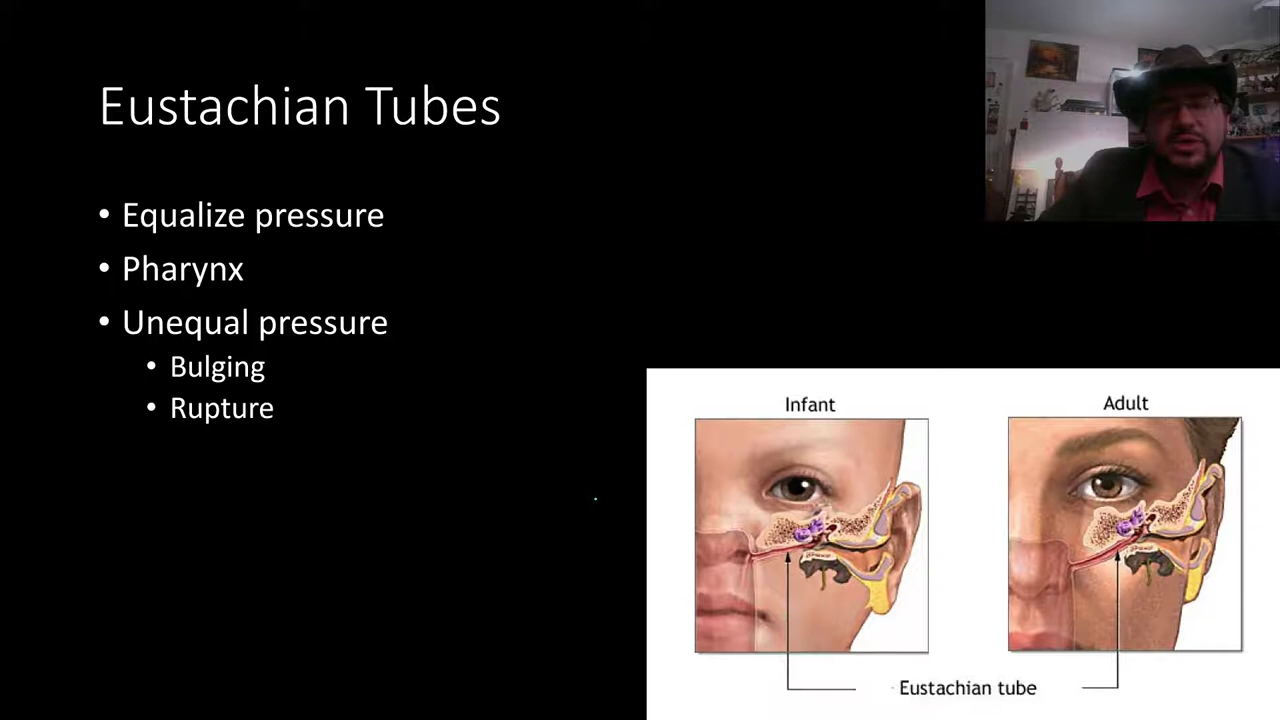 Eustachian Tubes
• Equalize pressure
• Pharynx
• Unequal pressure
• Bulging
• Rupture
Infant
Adult
Eustachian tube